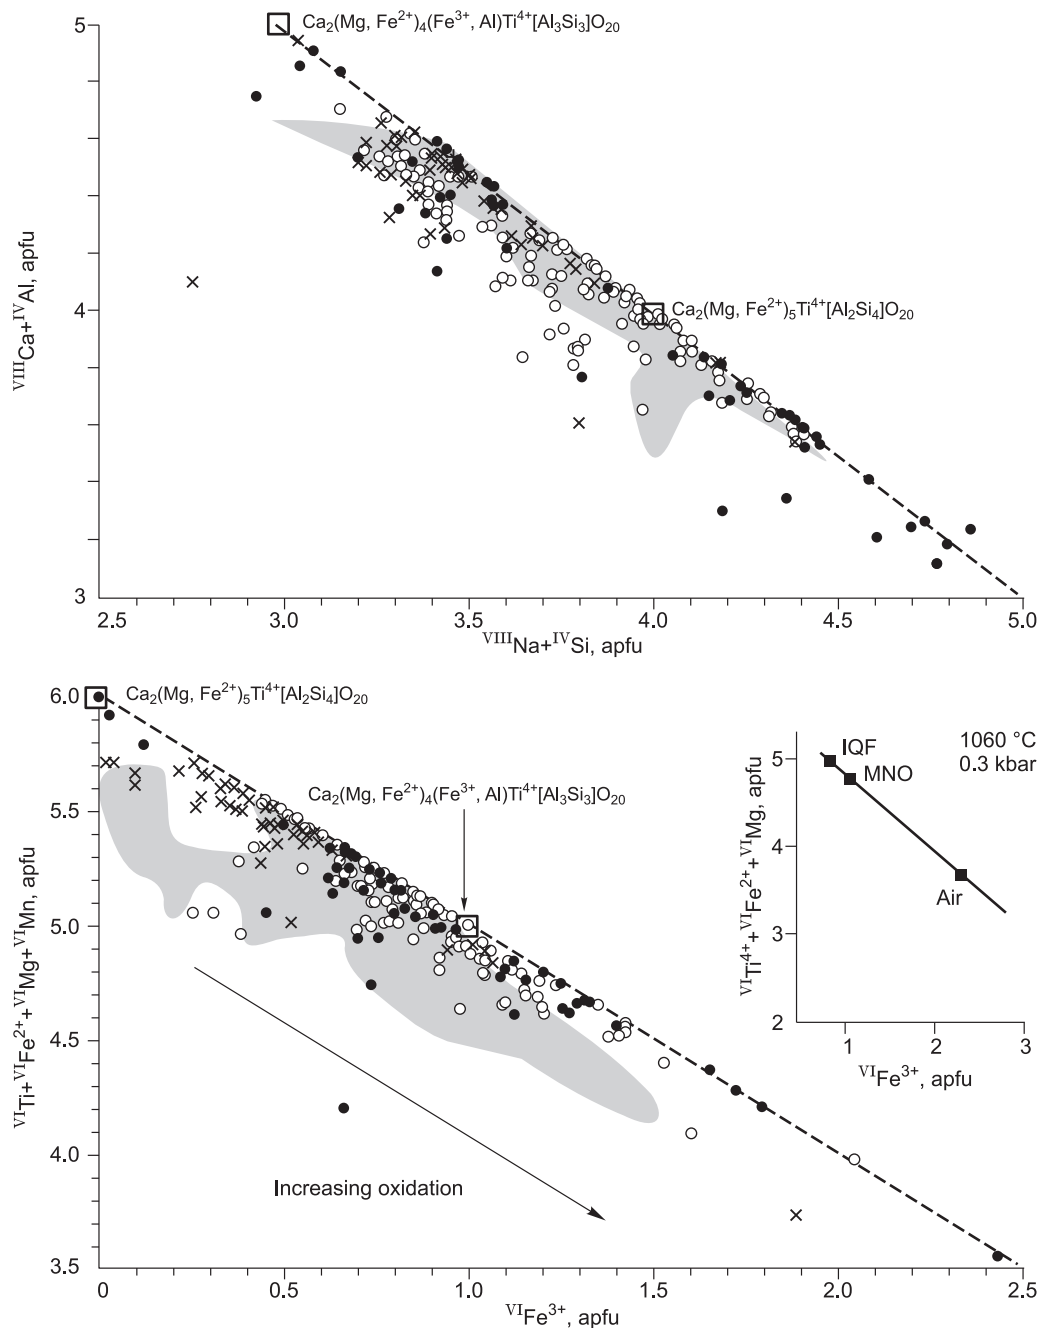 5
Ca₂(Mg, Fe²⁺)₄(Fe³⁺, Al)Ti⁴⁺[Al₃Si₃]O₂₀
ⱽᴵᴵᴵCa+ᴵⱽAl, apfu
4
Ca₂(Mg, Fe²⁺)₅Ti⁴⁺[Al₂Si₄]O₂₀
3
2.5 3.0 3.5 4.0 4.5 5.0
ⱽᴵᴵᴵNa+ᴵⱽSi, apfu
6.0
Ca₂(Mg, Fe²⁺)₅Ti⁴⁺[Al₂Si₄]O₂₀
5.5
Ca₂(Mg, Fe²⁺)₄(Fe³⁺, Al)Ti⁴⁺[Al₃Si₃]O₂₀
ⱽᴵTi+ⱽᴵFe²⁺+ⱽᴵMg+ⱽᴵMn, apfu
5.0
4.5
4.0
Increasing oxidation
3.5
0 0.5 1.0 1.5 2.0 2.5
ⱽᴵFe³⁺, apfu
1060 °C
0.3 kbar
IQF
MNO
Air
ⱽᴵTi⁴⁺+ⱽᴵFe²⁺+ⱽᴵMg, apfu
5
4
3
2
1 2 3
ⱽᴵFe³⁺, apfu